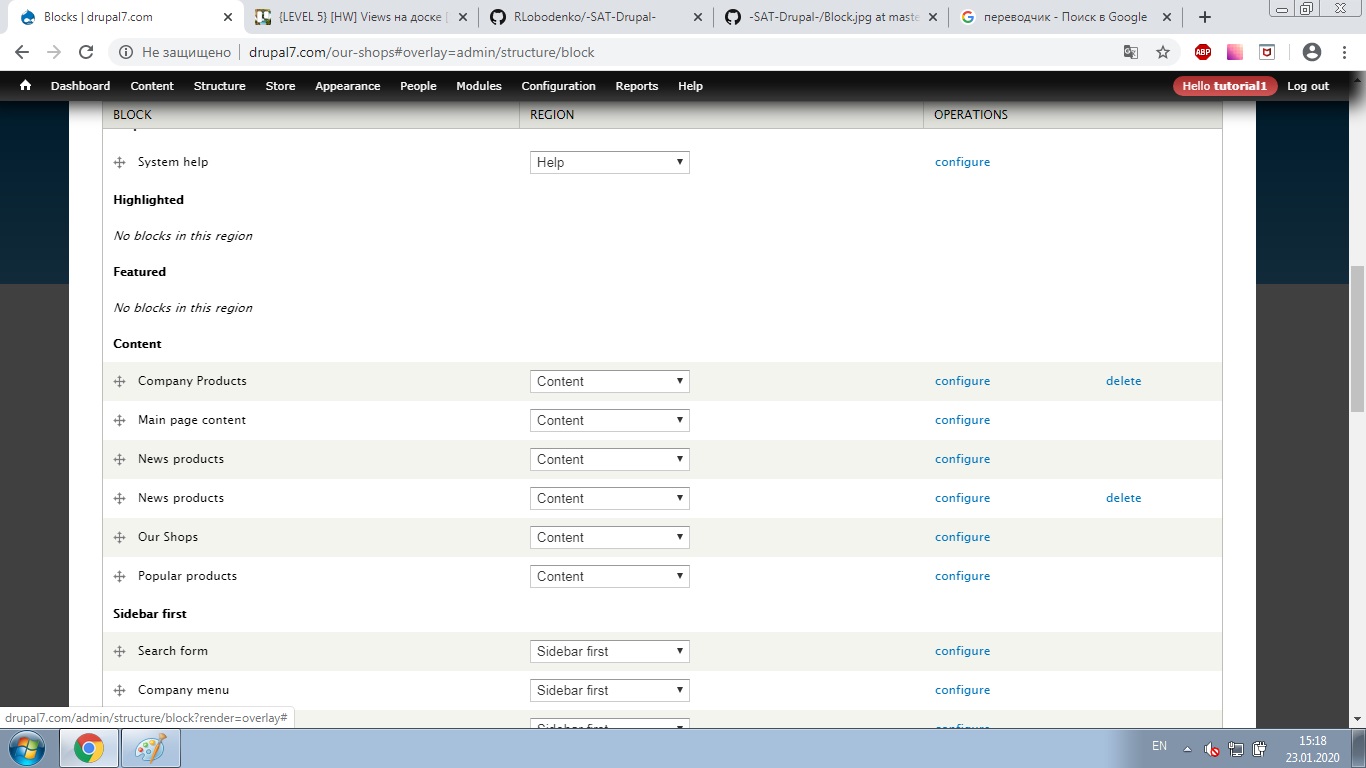 Blocks | drupal7.com
{LEVEL 5} [HW] Views на доске [
RLobodenko/-SAT-Drupal-
-SAT-Drupal-/Block.jpg at maste
переводчик - Поиск в Google
Не защищено | drupal7.com/our-shops#overlay=admin/structure/block
ABP
Dashboard Content Structure Store Appearance People Modules Configuration Reports Help Hello tutorial1 Log out
BLOCK REGION OPERATIONS
System help Help configure
Highlighted
No blocks in this region
Featured
No blocks in this region
Content
Company Products Content configure delete
Main page content Content configure
News products Content configure
News products Content configure delete
Our Shops Content configure
Popular products Content configure
Sidebar first
Search form Sidebar first configure
Company menu Sidebar first configure
Sidebar first configure
drupal7.com/admin/structure/block?render=overlay#
EN
15:18
23.01.2020